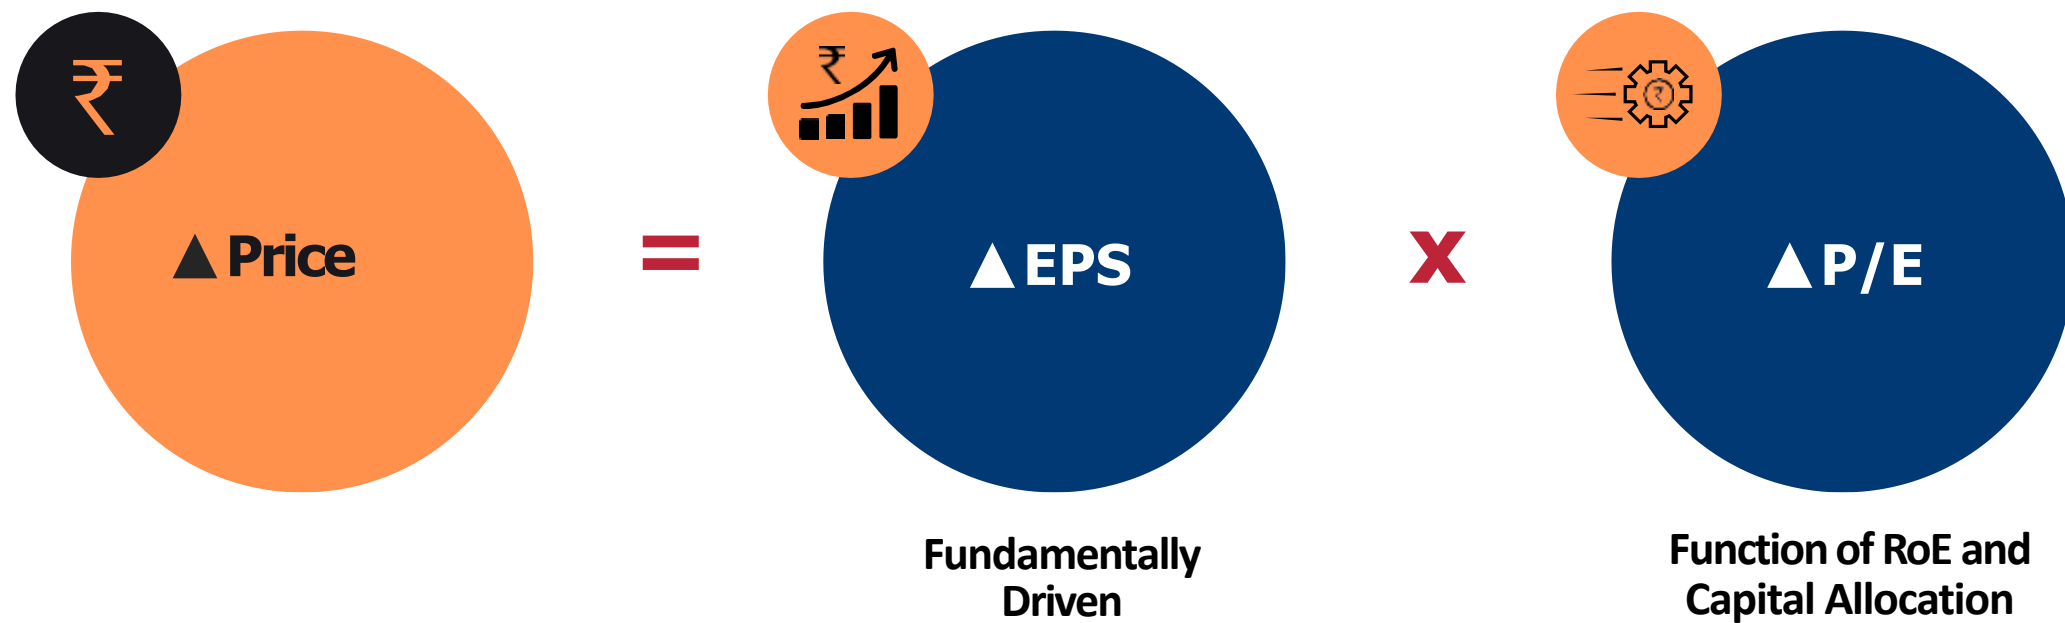 ₹
▲Price
=
₹
▲EPS
x
₹
▲P/E
Fundamentally
Driven
Function of RoE and
Capital Allocation